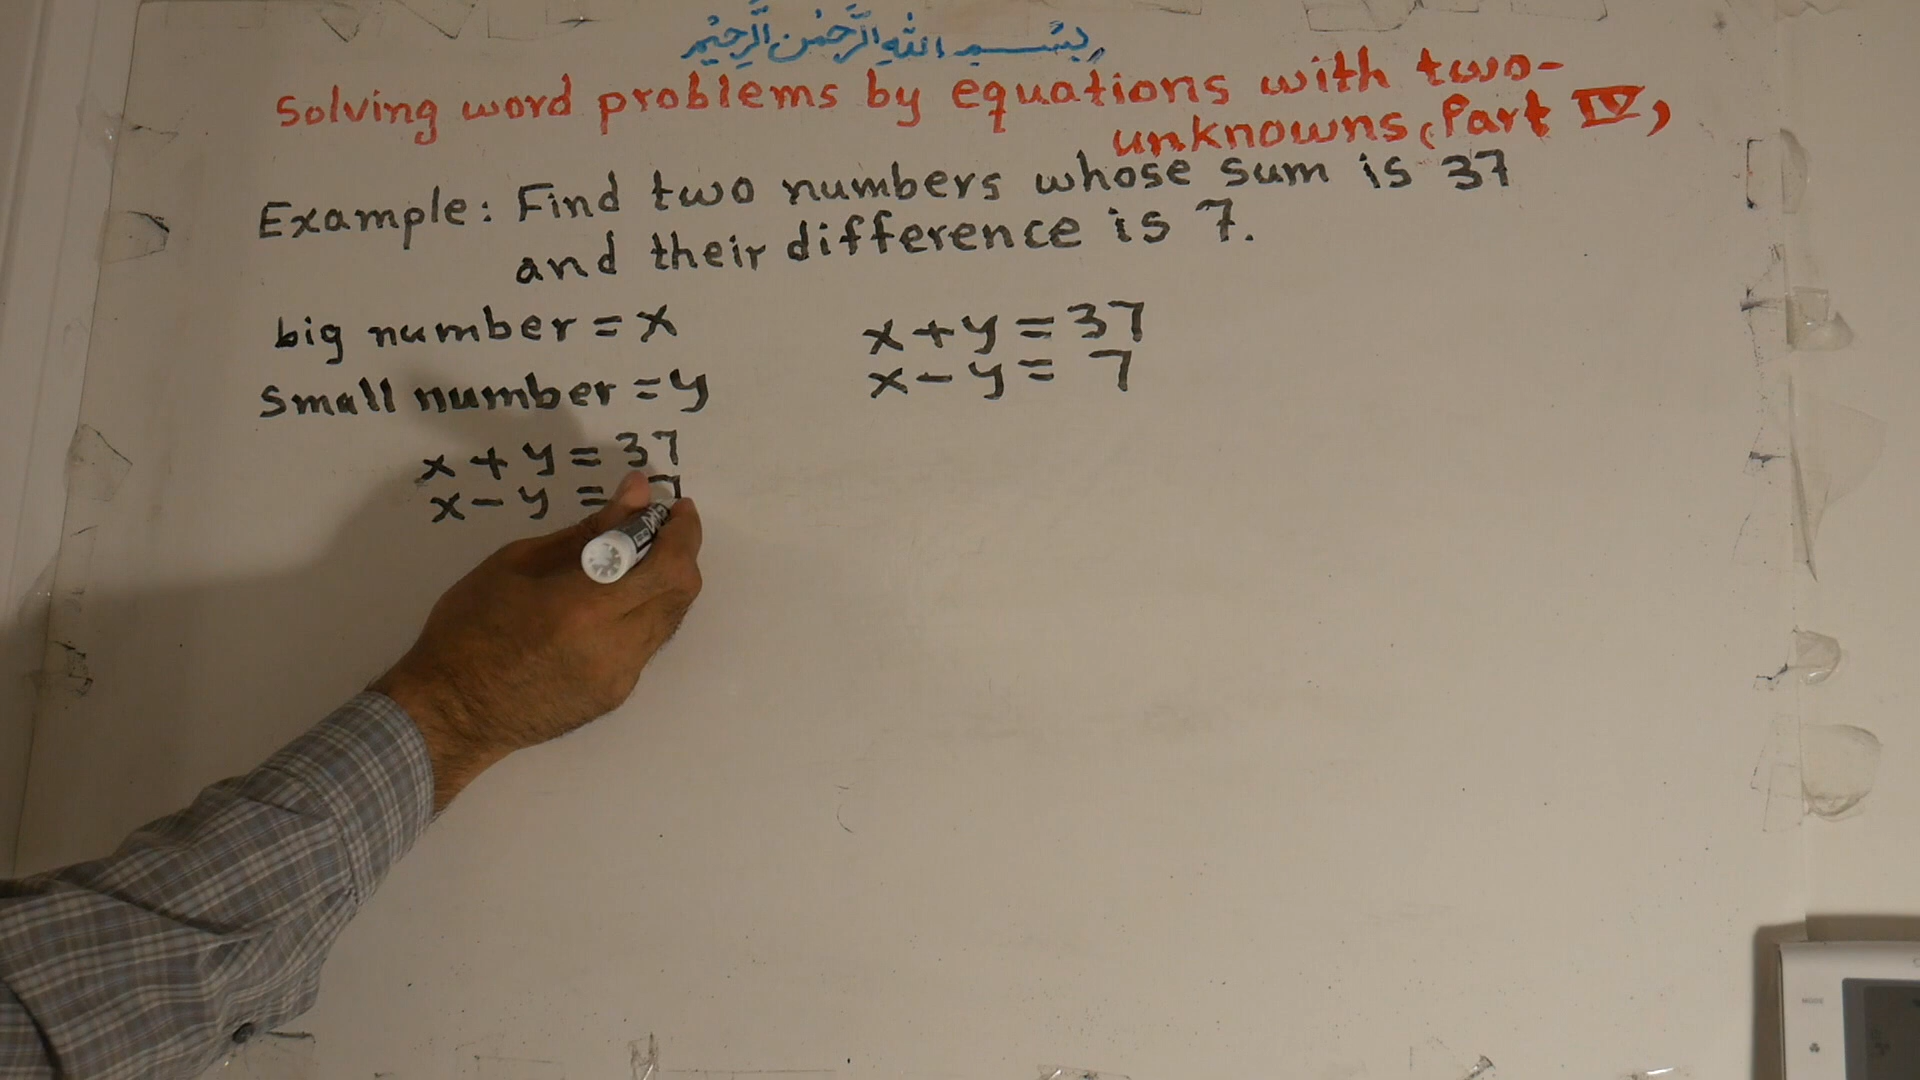 بِسْمِ اللهِ الرَّحْمٰنِ الرَّحِيْمِ
Solving word problems by equations with two-
unknowns, Part IV,
Example: Find two numbers whose sum is 37
and their difference is 7.
big number = x
Small number = y
x + y = 37
x - y = 7
x + y = 37
x - y = 7